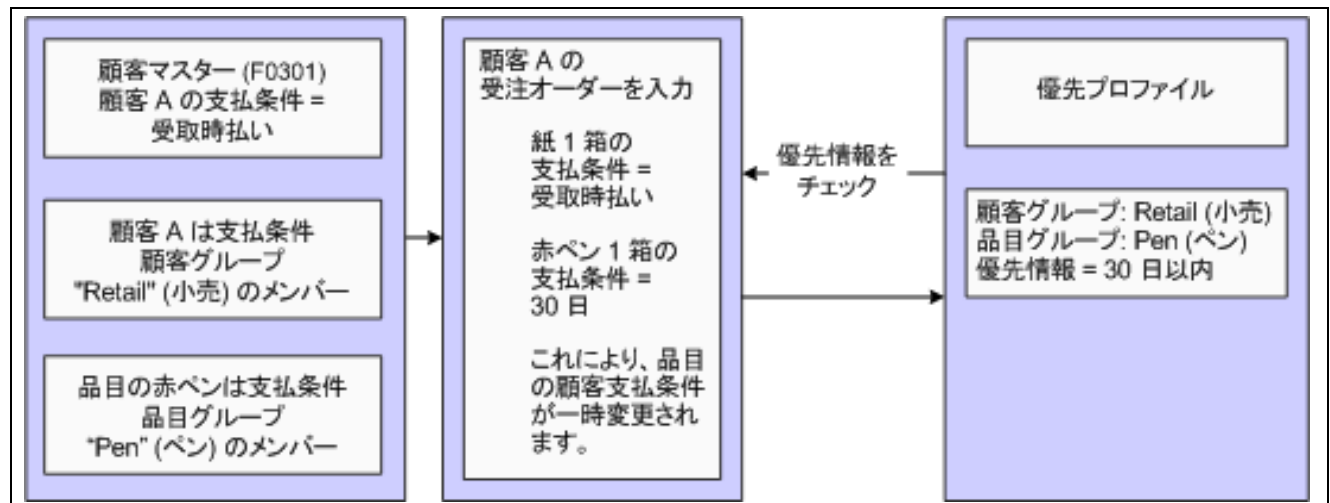 顧客マスター (F0301)
顧客 A の支払条件 =
受取時払い
顧客 A は支払条件
顧客グループ
"Retail" (小売) のメンバー
品目の赤ペンは支払条件
品目グループ
"Pen" (ペン) のメンバー
顧客 A の
受注オーダーを入力
紙 1 箱の
支払条件 =
受取時払い
赤ペン 1 箱の
支払条件 =
30 日
これにより、品目
の顧客支払条件
が一時変更され
ます。
優先情報を
チェック
優先プロファイル
顧客グループ: Retail (小売)
品目グループ: Pen (ペン)
優先情報 = 30 日以内